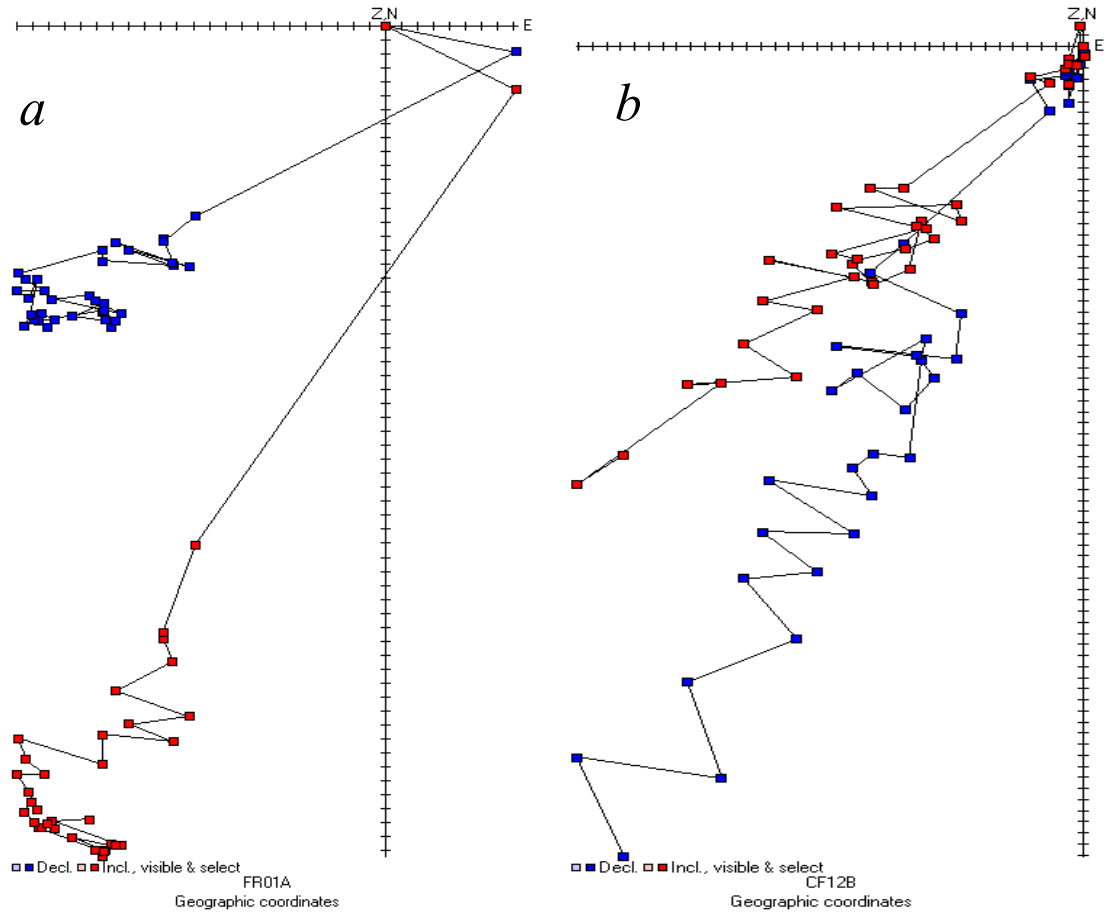 Z,N
E
Z,N
E
a
b
Decl.
Incl., visible & select
Decl.
Incl., visible & select
FR01A
CF12B
Geographic coordinates
Geographic coordinates